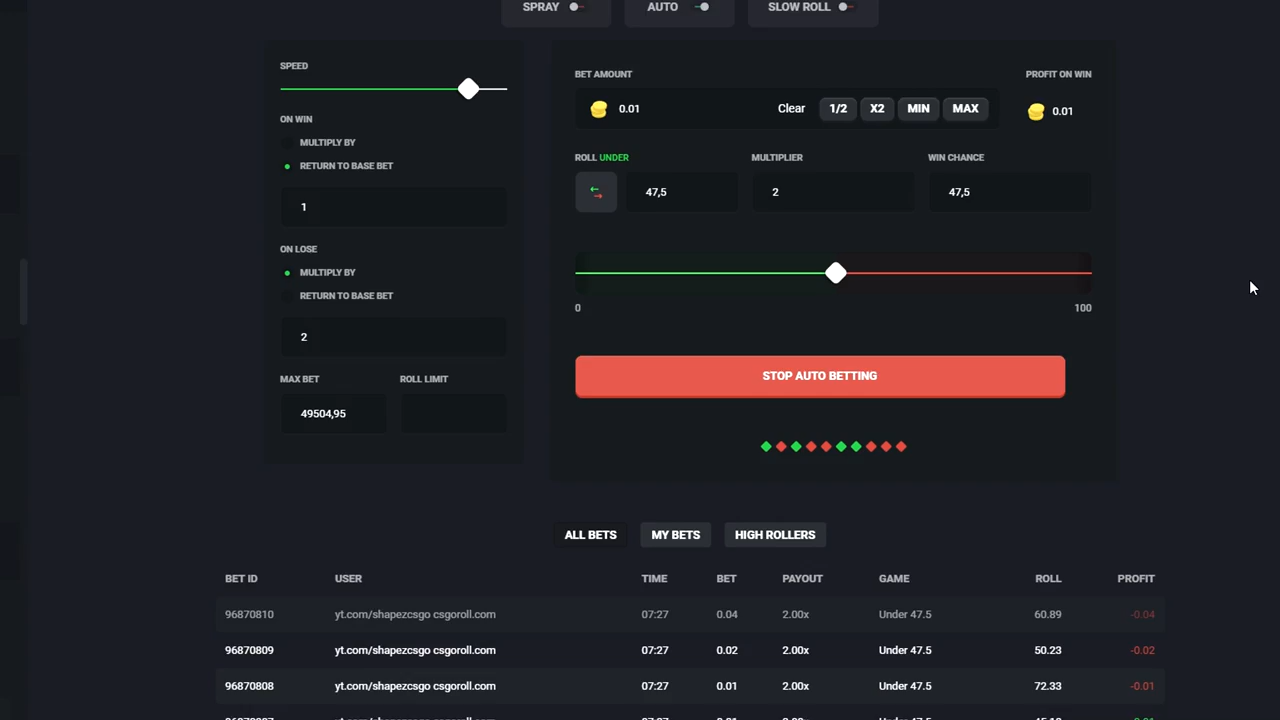 SPRAY AUTO SLOW ROLL
SPEED
ON WIN
MULTIPLY BY
RETURN TO BASE BET
1
ON LOSE
MULTIPLY BY
RETURN TO BASE BET
2
MAX BET ROLL LIMIT
49504,95
BET AMOUNT PROFIT ON WIN
0.01 Clear 1/2 X2 MIN MAX 0.01
ROLL UNDER MULTIPLIER WIN CHANCE
47,5 2 47,5
0 100
STOP AUTO BETTING
ALL BETS MY BETS HIGH ROLLERS
BET ID USER TIME BET PAYOUT GAME ROLL PROFIT
96870810 yt.com/shapezcsgo csgoroll.com 07:27 0.04 2.00x Under 47.5 60.89 -0.04
96870809 yt.com/shapezcsgo csgoroll.com 07:27 0.02 2.00x Under 47.5 50.23 -0.02
96870808 yt.com/shapezcsgo csgoroll.com 07:27 0.01 2.00x Under 47.5 72.33 -0.01